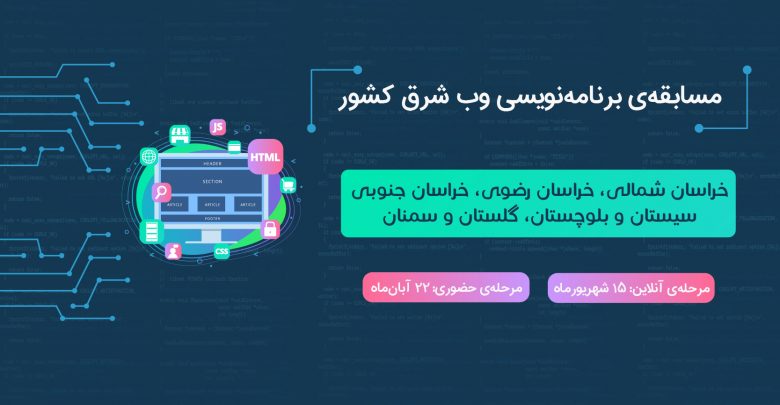 مسابقه‌ی برنامه‌نویسی وب شرق کشور
خراسان شمالی، خراسان رضوی، خراسان جنوبی
سیستان و بلوچستان، گلستان و سمنان
مرحله‌ی آنلاین: ۱۵ شهریورماه
مرحله‌ی حضوری: ۲۲ آبان‌ماه
JS
HTML
HEADER
SECTION
ARTICLE ARTICLE ARTICLE
FOOTER
CSS